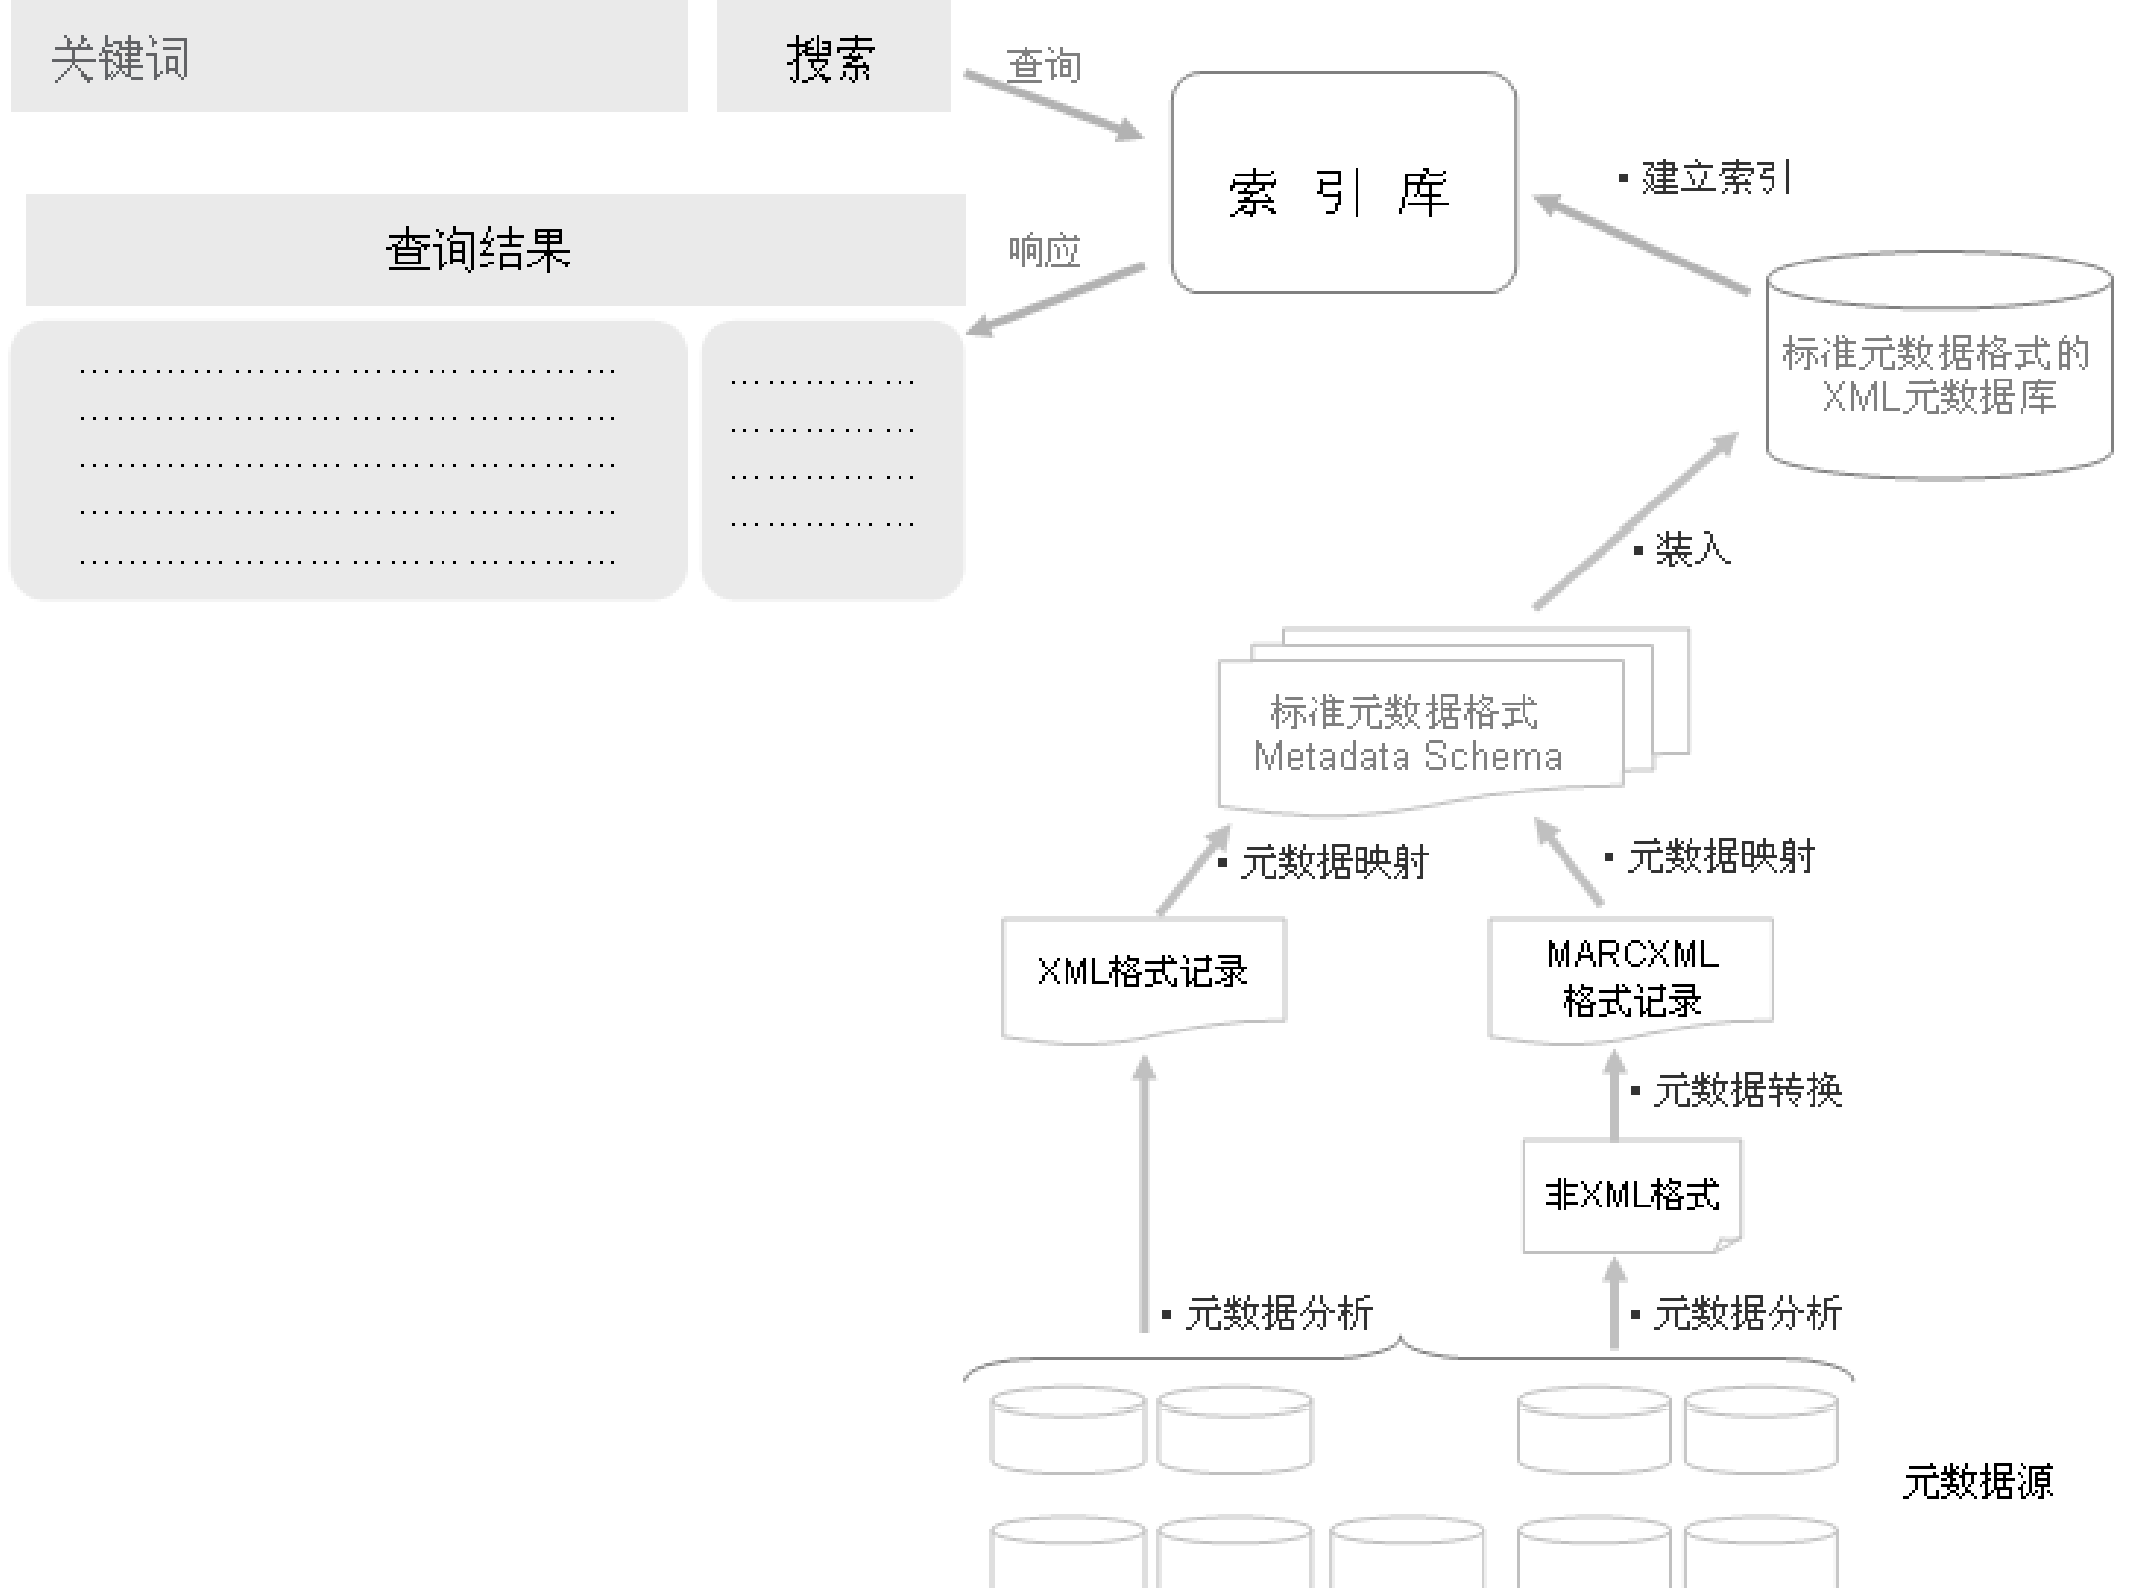 关键词
搜索
查询
索 引 库
▪ 建立索引
查询结果
响应
标准元数据格式的
XML元数据库
………………………………………
………………………………………
………………………………………
………………………………………
………………………………………
……………
……………
……………
……………
▪ 装入
标准元数据格式
Metadata Schema
▪ 元数据映射
▪ 元数据映射
XML格式记录
MARCXML
格式记录
▪ 元数据转换
非XML格式
▪ 元数据分析
▪ 元数据分析
元数据源